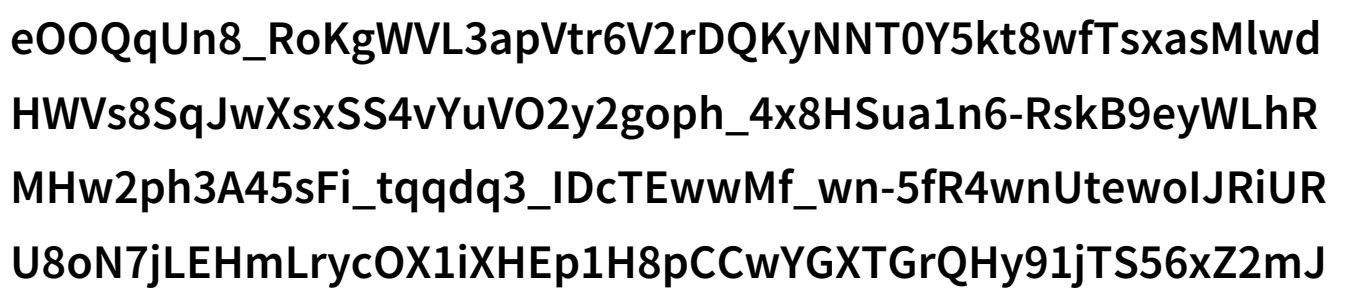 eOOQqUn8_RoKgWVL3apVtr6V2rDQKyNNT0Y5kt8wfTsxasMlwd
HWVs8SqJwXsxSS4vYuVO2y2goph_4x8HSua1n6-RskB9eyWLhR
MHw2ph3A45sFi_tqqdq3_IDcTEwwMf_wn-5fR4wnUtewoIJRiUR
U8oN7jLEHmLrycOX1iXHEp1H8pCCwYGXTGrQHy91jTS56xZ2mJ